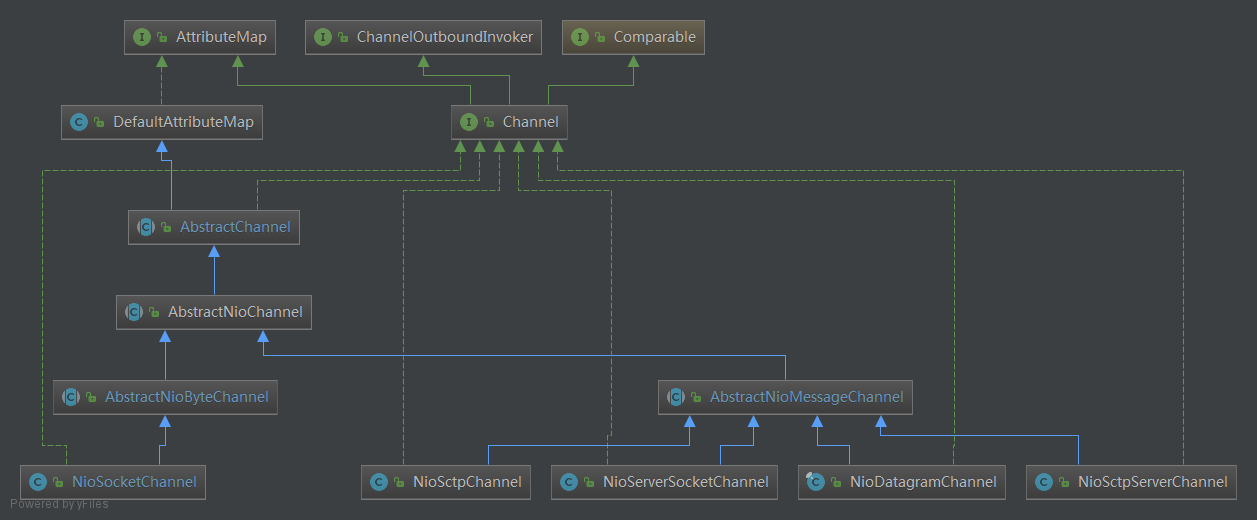 AttributeMap
ChannelOutboundInvoker
Comparable
DefaultAttributeMap
Channel
AbstractChannel
AbstractNioChannel
AbstractNioByteChannel
AbstractNioMessageChannel
NioSocketChannel
NioSctpChannel
NioServerSocketChannel
NioDatagramChannel
NioSctpServerChannel
Powered by yFiles